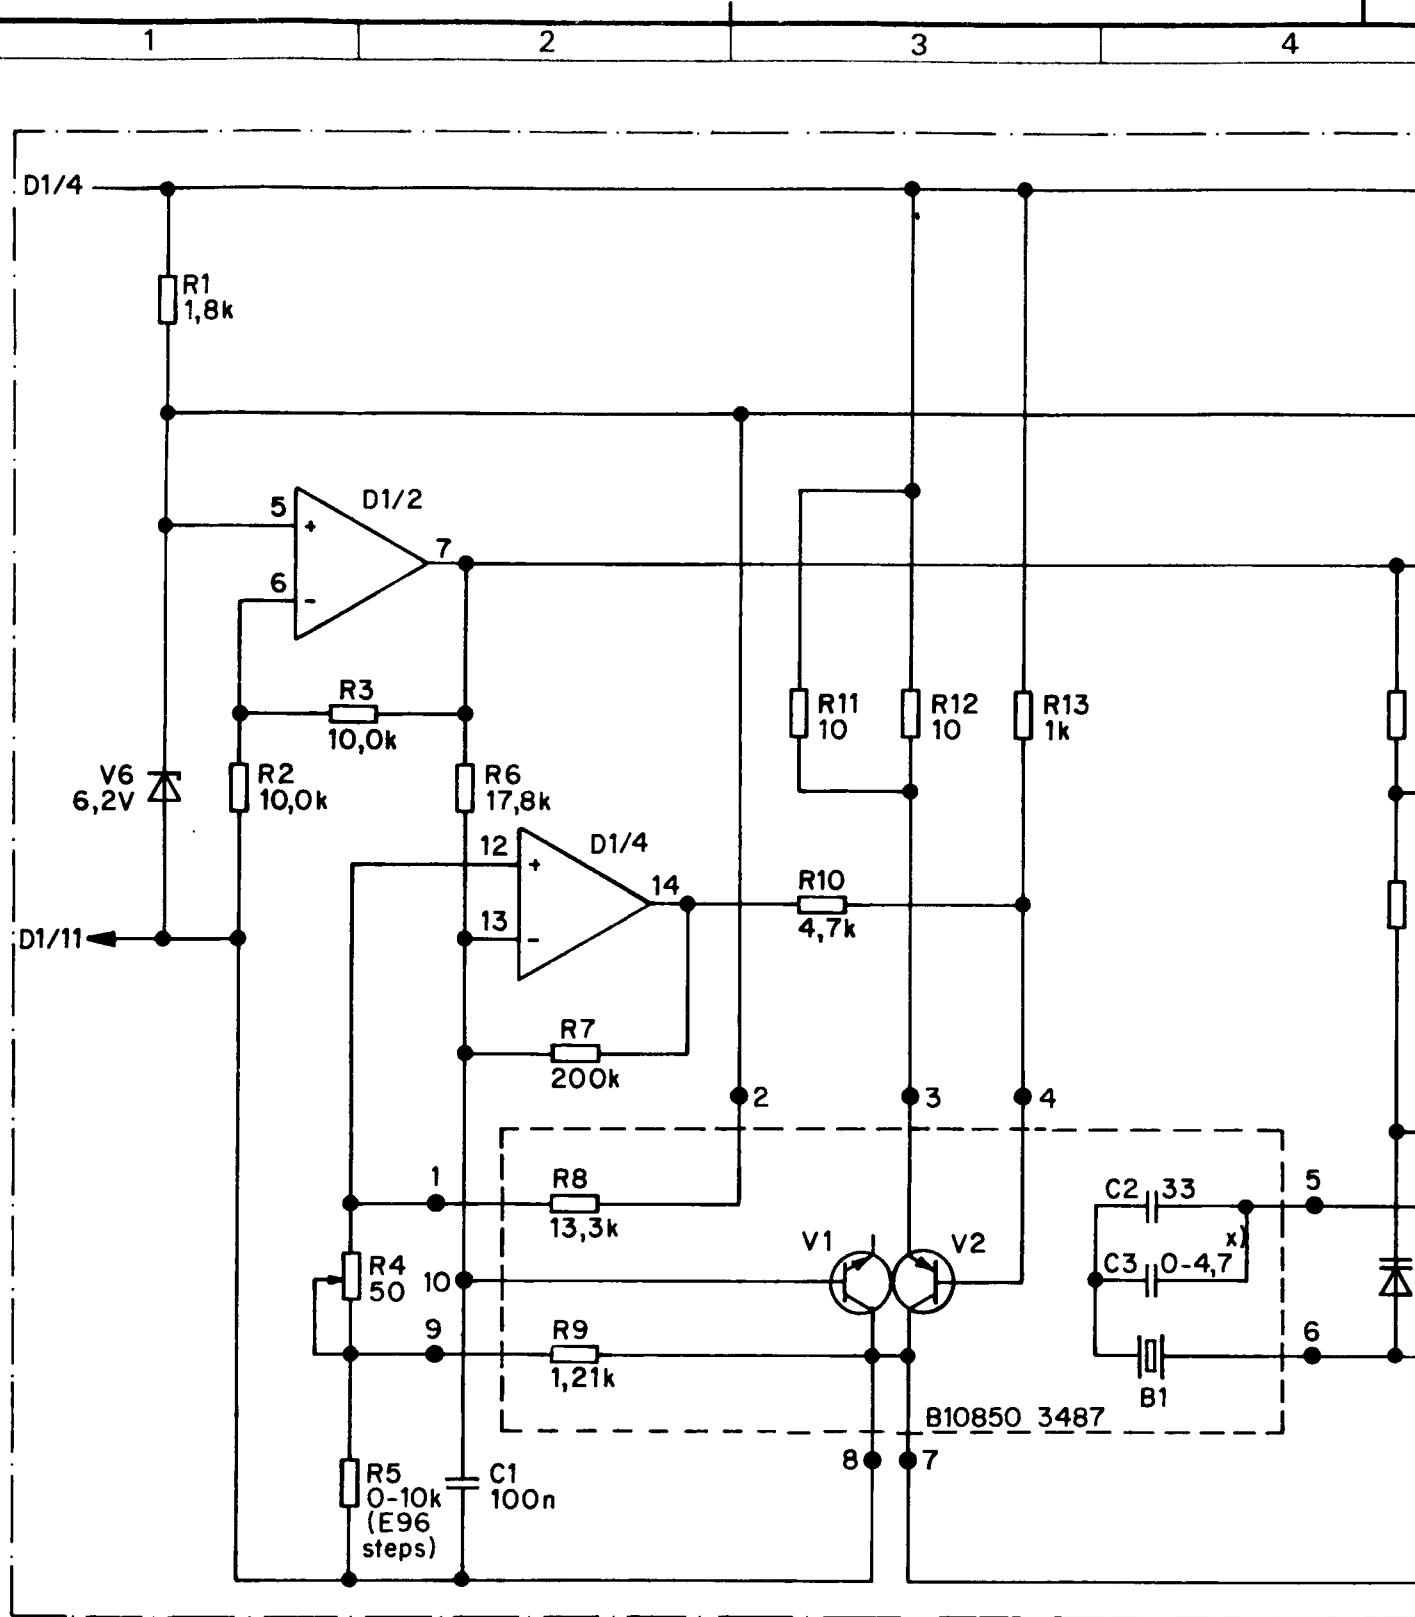 1 2 3 4
D1/4
R1
1,8k
D1/2
5
+
7
6
-
R3
10,0k
R11
10
R12
10
R13
1k
V6
6,2V
R2
10,0k
R6
17,8k
D1/4
12
+
14
R10
4,7k
13
-
D1/11
R7
200k
2
3
4
1
R8
13,3k
C2 33
5
x)
V1
V2
C3 0-4,7
R4
50
10
9
R9
1,21k
6
B1
B10850 3487
8
7
R5
0-10k
(E96
steps)
C1
100n